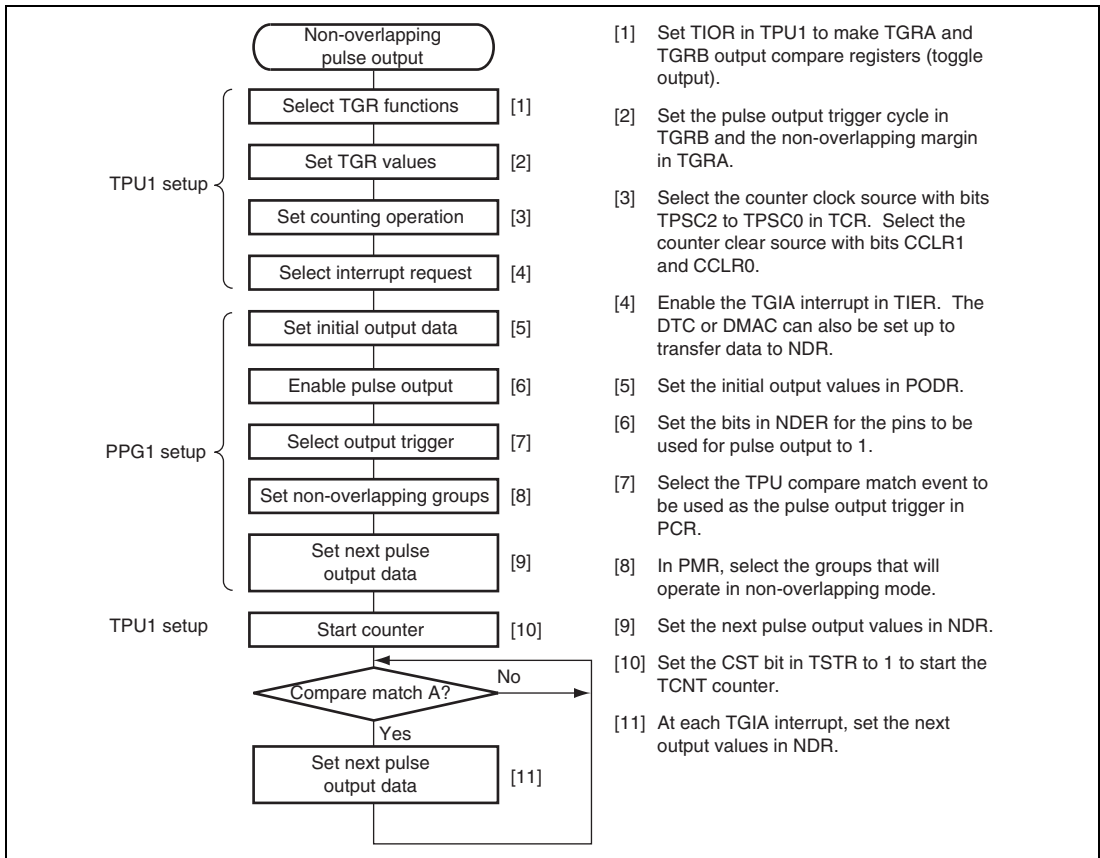 Non-overlapping
pulse output
TPU1 setup
Select TGR functions [1]
Set TGR values [2]
Set counting operation [3]
Select interrupt request [4]
PPG1 setup
Set initial output data [5]
Enable pulse output [6]
Select output trigger [7]
Set non-overlapping groups [8]
Set next pulse
output data [9]
TPU1 setup
Start counter [10]
Compare match A?
No
Yes
Set next pulse
output data [11]
[1] Set TIOR in TPU1 to make TGRA and
TGRB output compare registers (toggle
output).
[2] Set the pulse output trigger cycle in
TGRB and the non-overlapping margin
in TGRA.
[3] Select the counter clock source with bits
TPSC2 to TPSC0 in TCR. Select the
counter clear source with bits CCLR1
and CCLR0.
[4] Enable the TGIA interrupt in TIER. The
DTC or DMAC can also be set up to
transfer data to NDR.
[5] Set the initial output values in PODR.
[6] Set the bits in NDER for the pins to be
used for pulse output to 1.
[7] Select the TPU compare match event to
be used as the pulse output trigger in
PCR.
[8] In PMR, select the groups that will
operate in non-overlapping mode.
[9] Set the next pulse output values in NDR.
[10] Set the CST bit in TSTR to 1 to start the
TCNT counter.
[11] At each TGIA interrupt, set the next
output values in NDR.